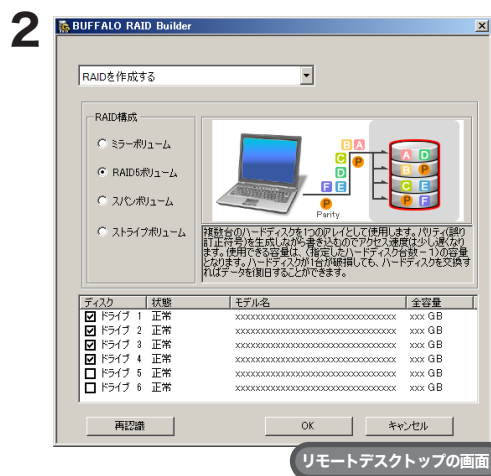 2
BUFFALO RAID Builder
RAIDを作成する
RAID構成
ミラーボリューム
RAID5ボリューム
スパンボリューム
ストライプボリューム
B A
C P
D
F E
P
Parity
A D
B P
C E
P F
複数台のハードディスクを1つのアレイとして使用します。パリティ(誤り
訂正符号)を生成しながら書き込むのでアクセス速度は少し遅くなり
ます。使用できる容量は、(指定したハードディスク台数－1)の容量
となります。ハードディスクが1台が破損しても、ハードディスクを交換す
ればデータを復旧することができます。
ディスク 状態 モデル名 全容量
ドライブ 1 正常 xxxxxxxxxxxxxxxxxxxxxxxxxxxxxxxx xxx GB
ドライブ 2 正常 xxxxxxxxxxxxxxxxxxxxxxxxxxxxxxxx xxx GB
ドライブ 3 正常 xxxxxxxxxxxxxxxxxxxxxxxxxxxxxxxx xxx GB
ドライブ 4 正常 xxxxxxxxxxxxxxxxxxxxxxxxxxxxxxxx xxx GB
ドライブ 5 正常 xxxxxxxxxxxxxxxxxxxxxxxxxxxxxxxx xxx GB
ドライブ 6 正常 xxxxxxxxxxxxxxxxxxxxxxxxxxxxxxxx xxx GB
再認識 OK キャンセル
リモートデスクトップの画面